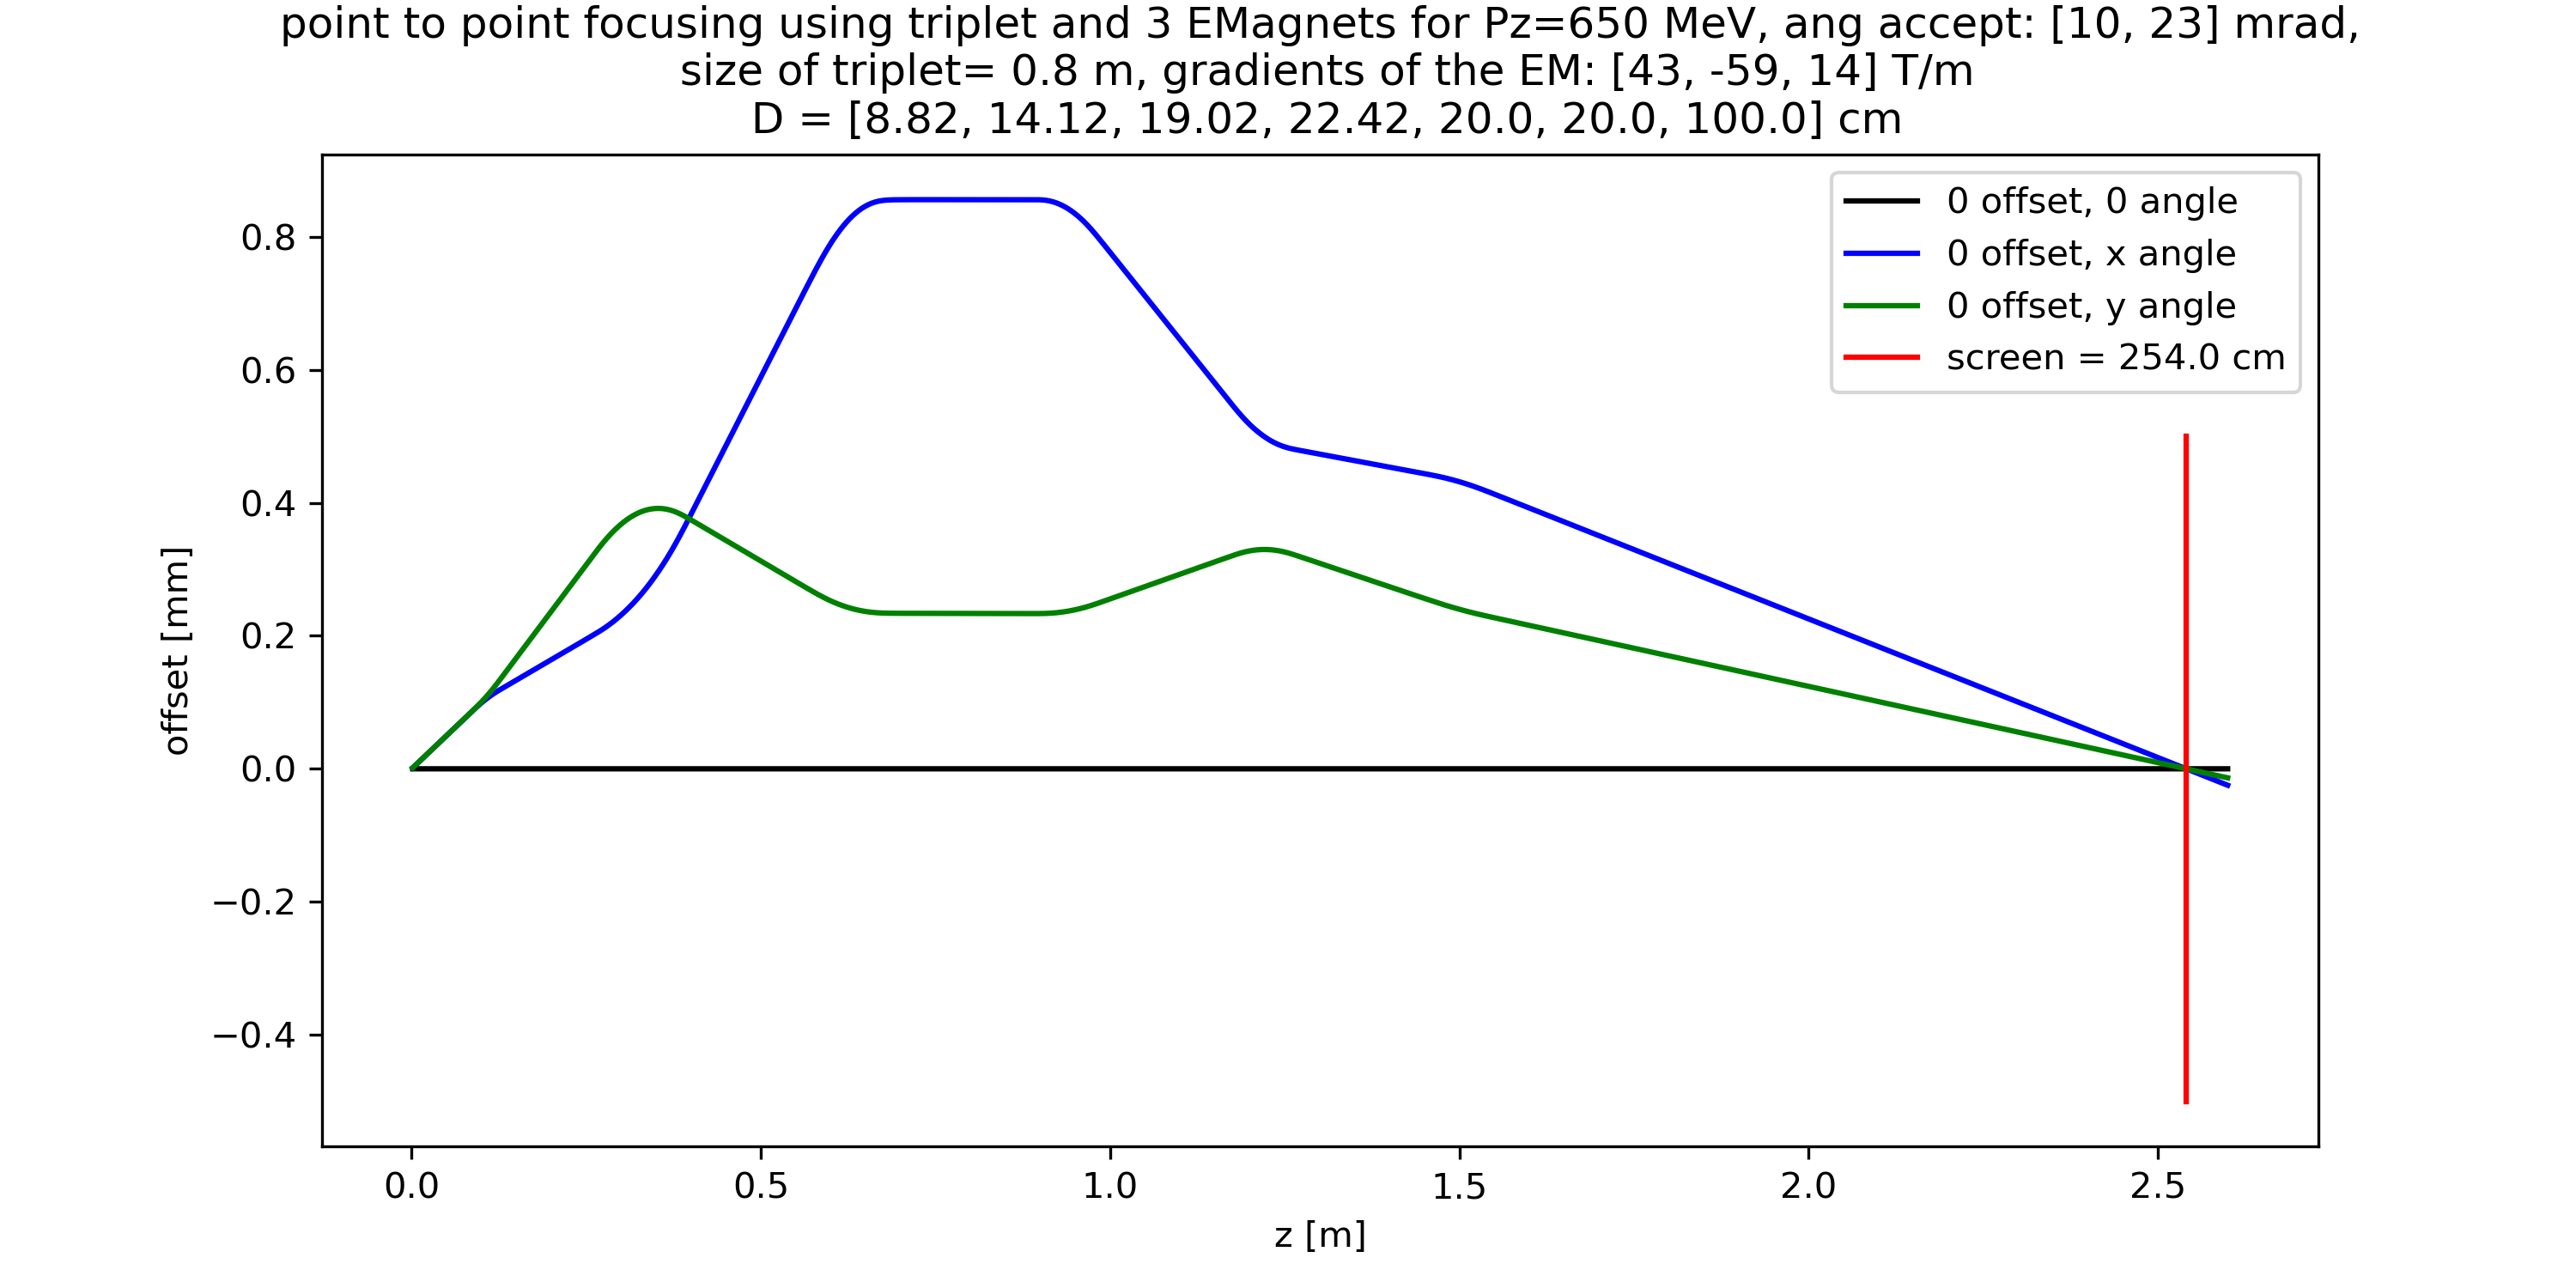 point to point focusing using triplet and 3 EMagnets for Pz=650 MeV, ang accept: [10, 23] mrad,
size of triplet= 0.8 m, gradients of the EM: [43, -59, 14] T/m
D = [8.82, 14.12, 19.02, 22.42, 20.0, 20.0, 100.0] cm
0 offset, 0 angle
0 offset, x angle
0 offset, y angle
screen = 254.0 cm
offset [mm]
0.8
0.6
0.4
0.2
0.0
−0.2
−0.4
0.0 0.5 1.0 1.5 2.0 2.5
z [m]